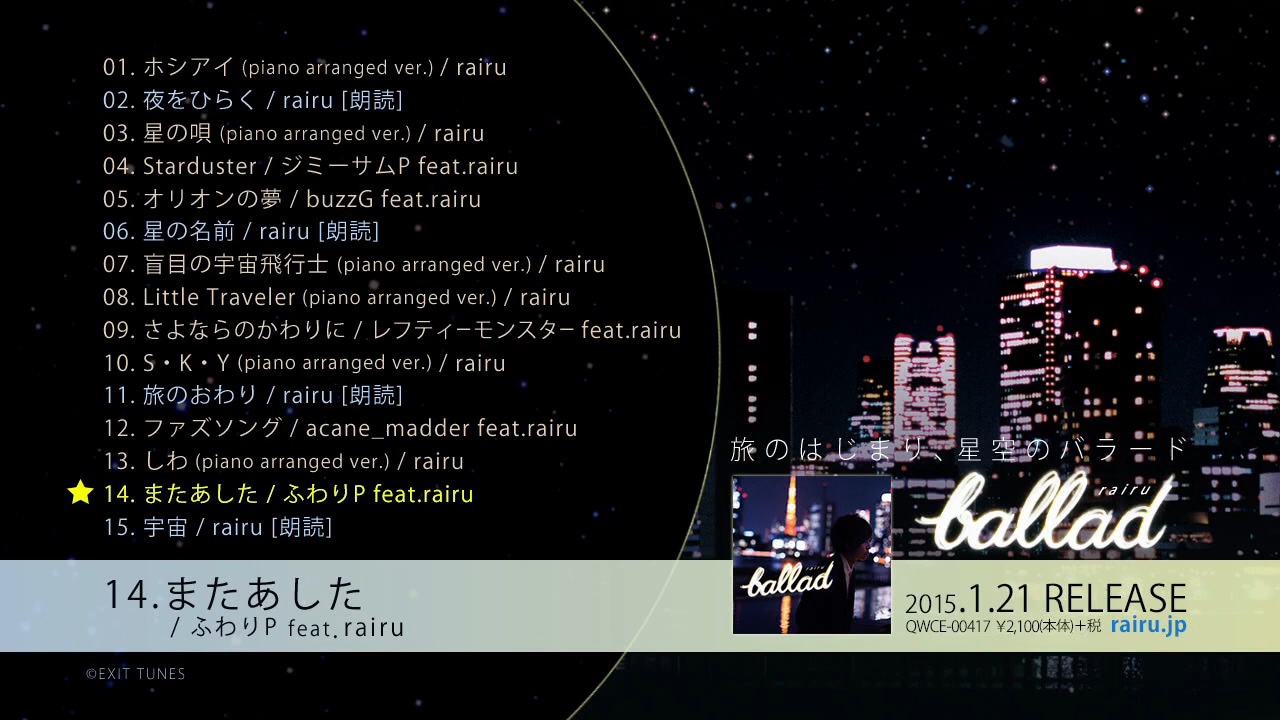 01. ホシアイ (piano arranged ver.) / rairu
02. 夜をひらく / rairu [朗読]
03. 星の唄 (piano arranged ver.) / rairu
04. Starduster / ジミーサムP feat.rairu
05. オリオンの夢 / buzzG feat.rairu
06. 星の名前 / rairu [朗読]
07. 盲目の宇宙飛行士 (piano arranged ver.) / rairu
08. Little Traveler (piano arranged ver.) / rairu
09. さよならのかわりに / レフティーモンスター feat.rairu
10. S・K・Y (piano arranged ver.) / rairu
11. 旅のおわり / rairu [朗読]
12. ファズソング / acane_madder feat.rairu
13. しわ (piano arranged ver.) / rairu
★ 14. またあした / ふわりP feat.rairu
15. 宇宙 / rairu [朗読]
14.またあした
/ ふわりP feat.rairu
©EXIT TUNES
旅のはじまり、星空のバラード
rairu
ballad
rairu
ballad
2015.1.21 RELEASE
QWCE-00417 ¥2,100(本体)+税 rairu.jp